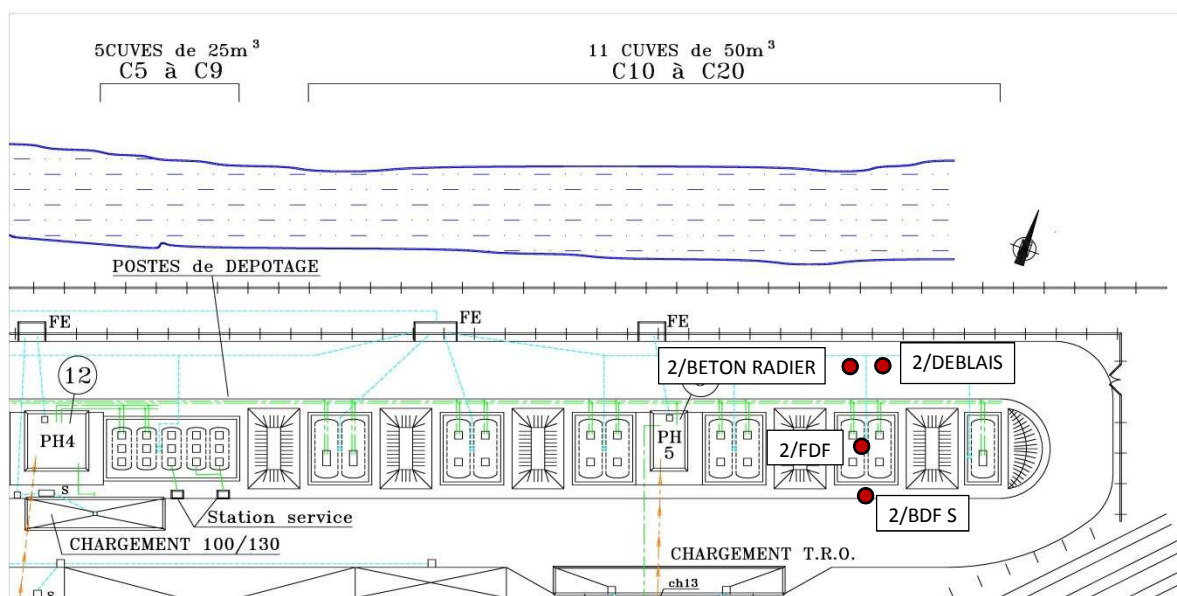 5CUVES de 25m³
C5 à C9
11 CUVES de 50m³
C10 à C20
POSTES de DEPOTAGE
FE
FE
FE
12
2/BETON RADIER
2/DEBLAIS
PH4
PH
5
2/FDF
S
2/BDF S
Station service
CHARGEMENT 100/130
CHARGEMENT T.R.O.
ch13
S